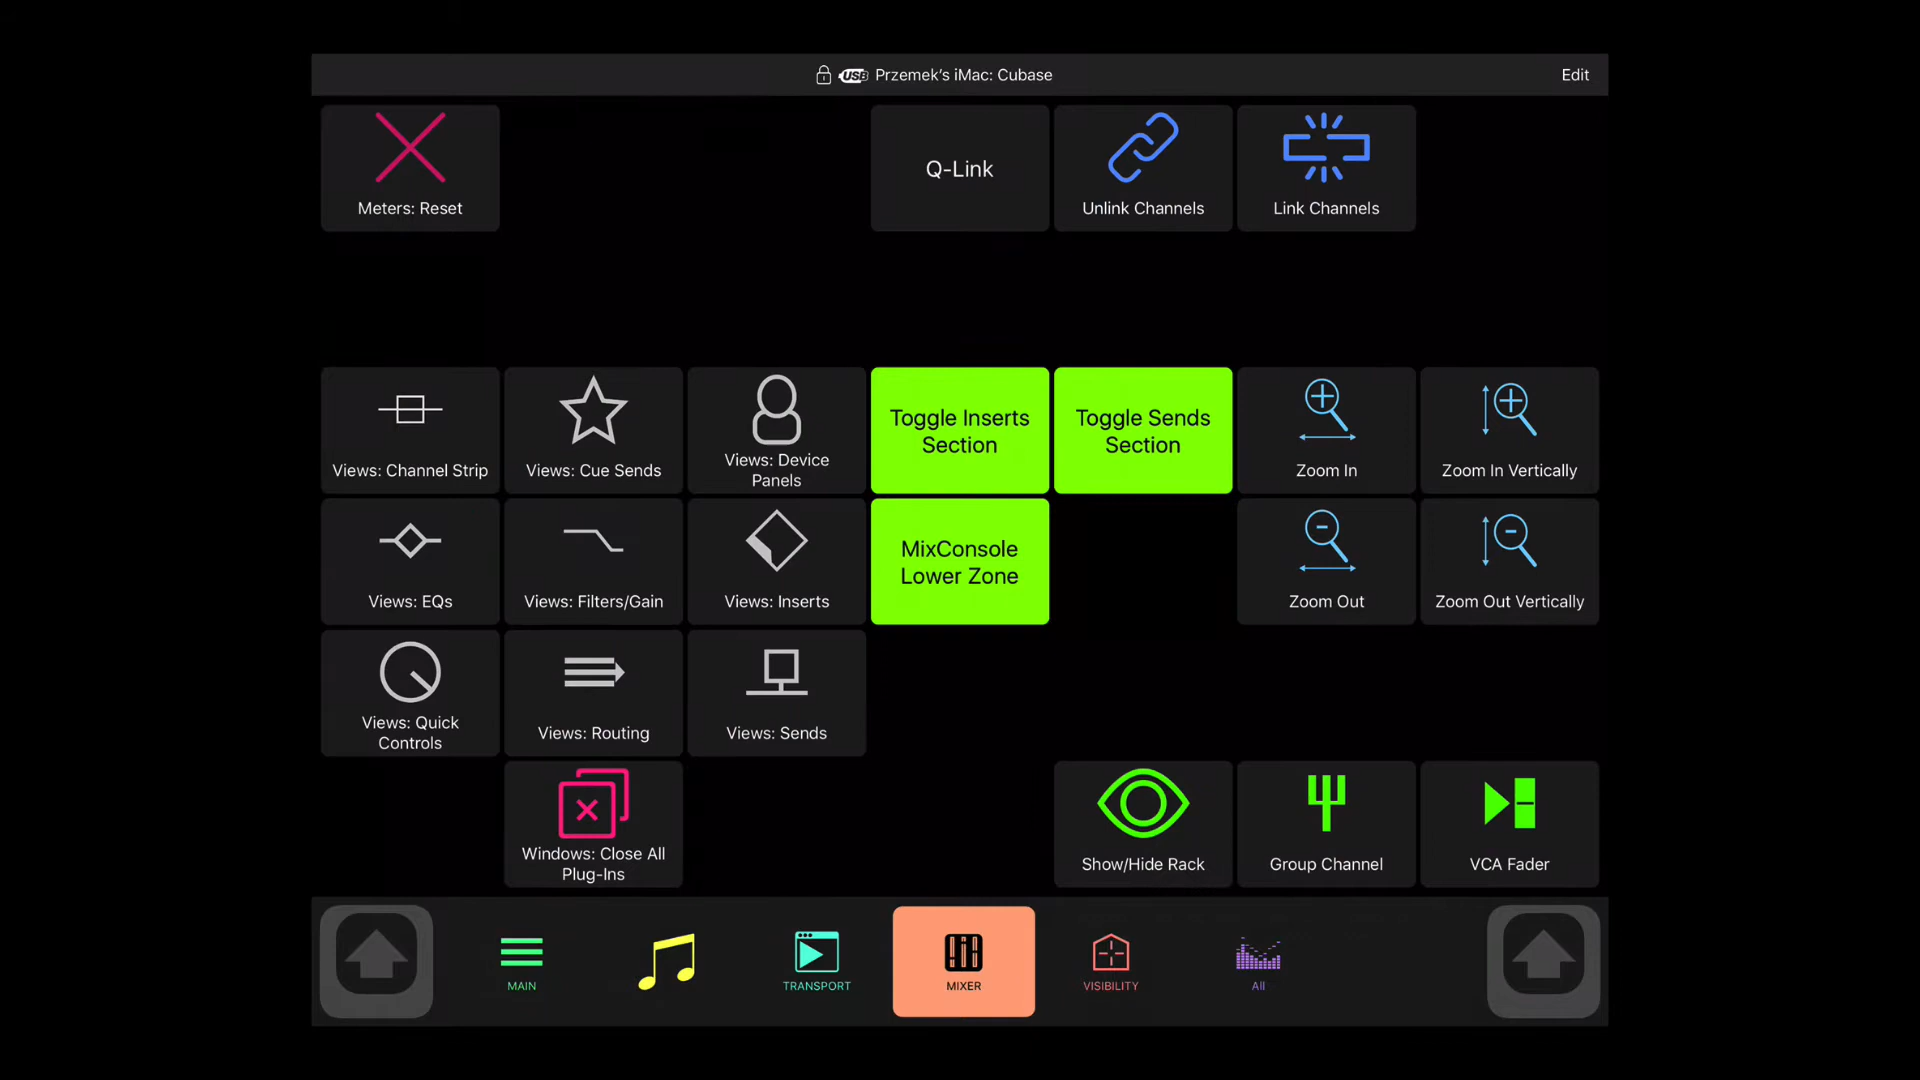 USB Przemek's iMac: Cubase
Edit
Meters: Reset
Q-Link
Unlink Channels
Link Channels
Views: Channel Strip
Views: Cue Sends
Views: Device
Panels
Toggle Inserts
Section
Toggle Sends
Section
Zoom In
Zoom In Vertically
Views: EQs
Views: Filters/Gain
Views: Inserts
MixConsole
Lower Zone
Zoom Out
Zoom Out Vertically
Views: Quick
Controls
Views: Routing
Views: Sends
Windows: Close All
Plug-Ins
Show/Hide Rack
Group Channel
VCA Fader
MAIN
TRANSPORT
MIXER
VISIBILITY
All